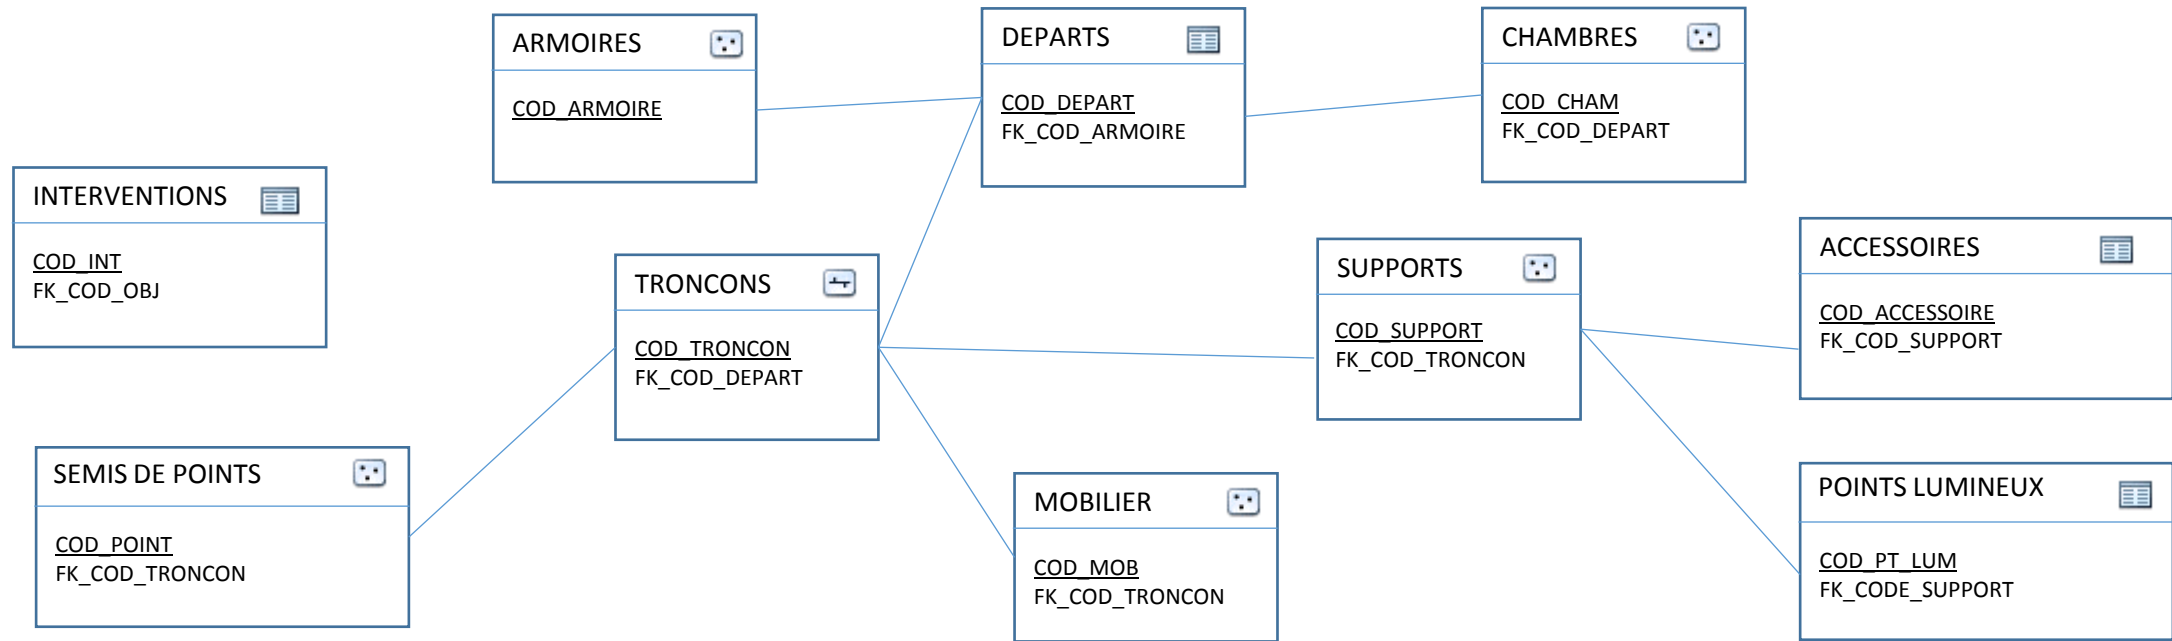 ARMOIRES
COD_ARMOIRE
DEPARTS
COD_DEPART
FK_COD_ARMOIRE
CHAMBRES
COD_CHAM
FK_COD_DEPART
INTERVENTIONS
COD_INT
FK_COD_OBJ
TRONCONS
COD_TRONCON
FK_COD_DEPART
SUPPORTS
COD_SUPPORT
FK_COD_TRONCON
ACCESSOIRES
COD_ACCESSOIRE
FK_COD_SUPPORT
SEMIS DE POINTS
COD_POINT
FK_COD_TRONCON
MOBILIER
COD_MOB
FK_COD_TRONCON
POINTS LUMINEUX
COD_PT_LUM
FK_CODE_SUPPORT